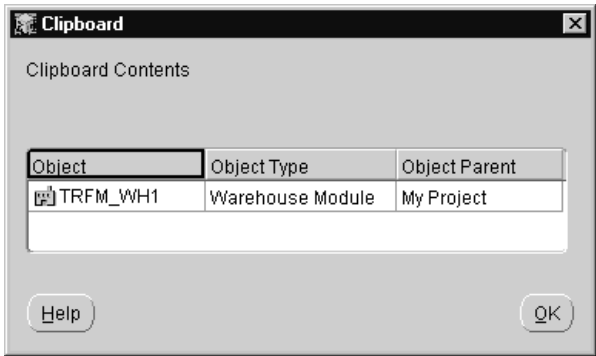 Clipboard
Clipboard Contents
Object Object Type Object Parent
TRFM_WH1 Warehouse Module My Project
Help OK